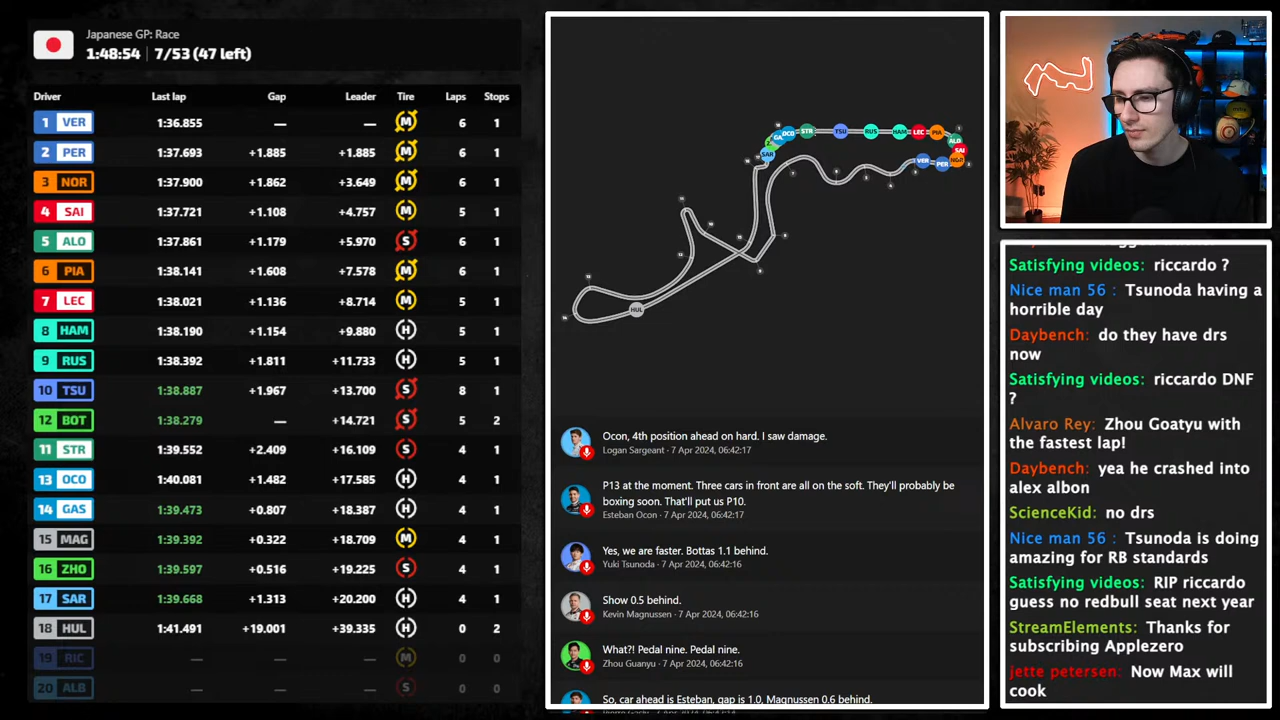 Japanese GP: Race
1:48:54 | 7/53 (47 left)
Driver Last lap Gap Leader Tire Laps Stops
1 VER 1:36.855 — — M 6 1
2 PER 1:37.693 1.885 +1.885 M 6 1
3 NOR 1:37.900 +1.862 +3.649 M 6 1
4 SAI 1:37.721 +1.108 +4.757 M 5 1
5 ALO 1:37.861 +1.179 +5.970 S 6 1
6 PIA 1:38.141 +1.608 +7.578 M 6 1
7 LEC 1:38.021 +1.136 +8.714 M 5 1
8 HAM 1:38.190 +1.154 +9.880 H 5 1
9 RUS 1:38.392 +1.811 +11.733 H 5 1
10 TSU 1:38.887 +1.967 +13.700 S 8 1
12 BOT 1:38.279 — +14.721 S 5 2
11 STR 1:39.552 +2.409 +16.109 S 4 1
13 OCO 1:40.081 +1.482 +17.585 H 4 1
14 GAS 1:39.473 +0.807 +18.387 H 4 1
15 MAG 1:39.392 +0.322 +18.709 M 4 1
16 ZHO 1:39.597 +0.516 +19.225 S 4 1
17 SAR 1:39.668 +1.313 +20.200 H 4 1
18 HUL 1:41.491 +19.001 +39.335 H 0 2
19 RIC — — — M 0 0
20 ALB — — — S 0 0
OCO STR TSU RUS HAM LEC PIA
ALO
SAI
SAR VER PER NOR
HUL
Ocon, 4th position ahead on hard. I saw damage.
Logan Sargeant · 7 Apr 2024, 06:42:17
P13 at the moment. Three cars in front are all on the soft. They'll probably be
boxing soon. That'll put us P10.
Esteban Ocon · 7 Apr 2024, 06:42:17
Yes, we are faster. Bottas 1.1 behind.
Yuki Tsunoda · 7 Apr 2024, 06:42:16
Show 0.5 behind.
Kevin Magnussen · 7 Apr 2024, 06:42:16
What?! Pedal nine. Pedal nine.
Zhou Guanyu · 7 Apr 2024, 06:42:16
So, car ahead is Esteban, gap is 1.0, Magnussen 0.6 behind.
Satisfying videos: riccardo ?
Nice man 56 : Tsunoda having a
horrible day
Daybench: do they have drs
now
Satisfying videos: riccardo DNF
?
Alvaro Rey: Zhou Goatyu with
the fastest lap!
Daybench: yea he crashed into
alex albon
ScienceKid: no drs
Nice man 56 : Tsunoda is doing
amazing for RB standards
Satisfying videos: RIP riccardo
guess no redbull seat next year
StreamElements: Thanks for
subscribing Applezero
jette petersen: Now Max will
cook